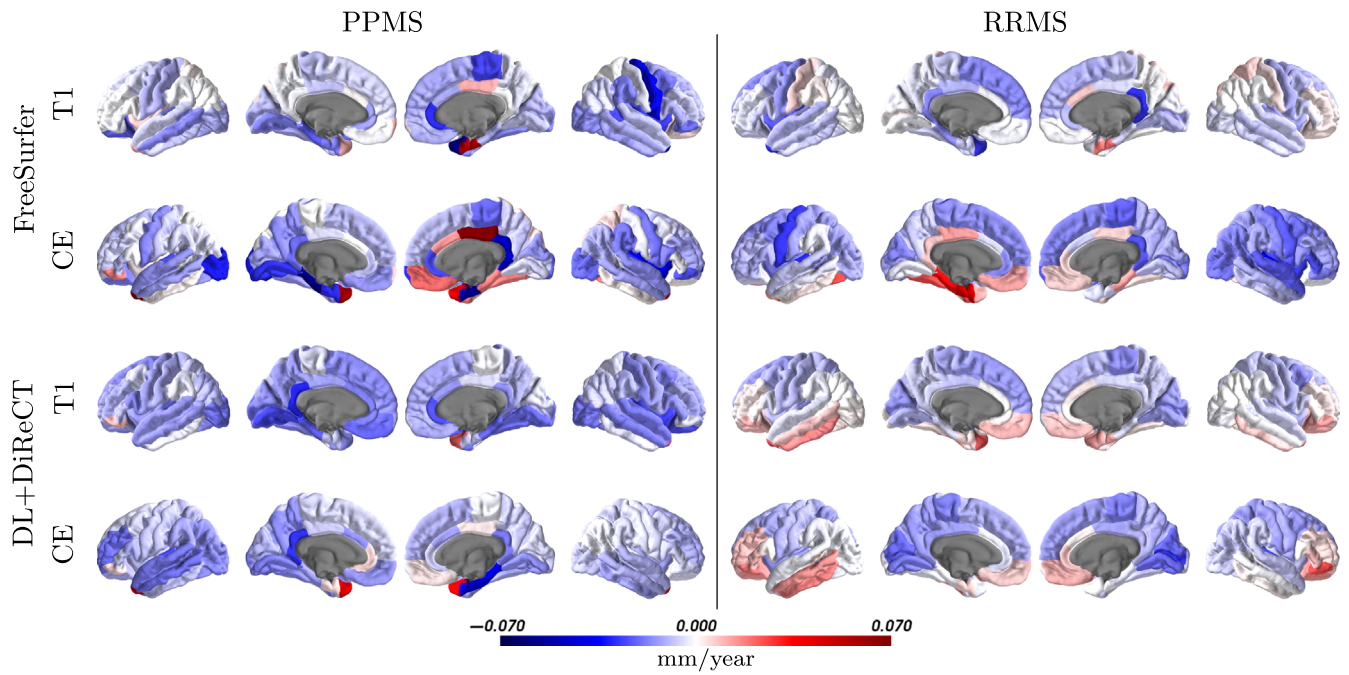 PPMS
RRMS
FreeSurfer
T1
CE
DL+DiReCT
T1
CE
−0.070
0.000
0.070
mm/year